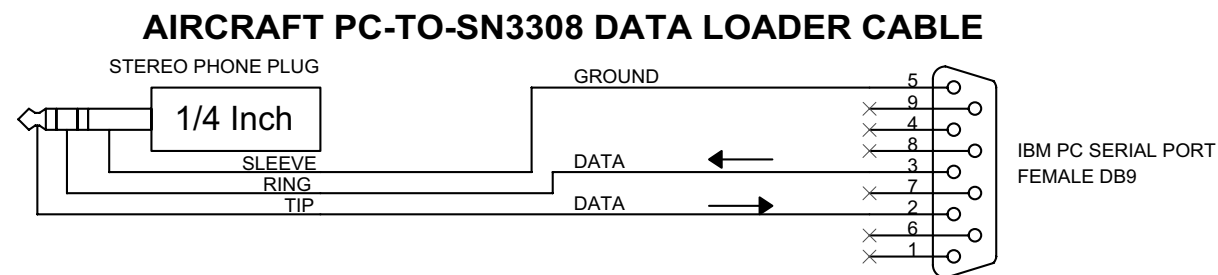 AIRCRAFT PC-TO-SN3308 DATA LOADER CABLE
STEREO PHONE PLUG
1/4 Inch
GROUND
SLEEVE
DATA
RING
TIP
DATA
5
9
4
8
3
7
2
6
1
IBM PC SERIAL PORT
FEMALE DB9